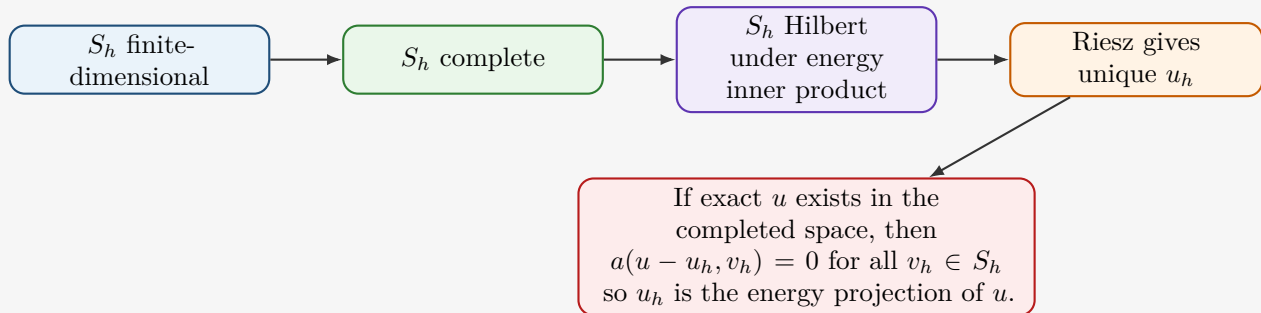 S_h finite-
dimensional
S_h complete
S_h Hilbert
under energy
inner product
Riesz gives
unique u_h
If exact u exists in the
completed space, then
a(u − u_h, v_h) = 0 for all v_h ∈ S_h
so u_h is the energy projection of u.